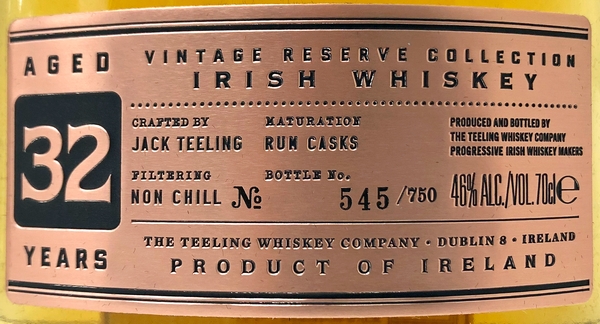 AGED
32
YEARS
VINTAGE RESERVE COLLECTION
IRISH WHISKEY
CRAFTED BY
JACK TEELING
MATURATION
RUM CASKS
FILTERING
NON CHILL
BOTTLE No.
№ 545/750
PRODUCED AND BOTTLED BY
THE TEELING WHISKEY COMPANY
PROGRESSIVE IRISH WHISKEY MAKERS
46% ALC./VOL. 70cl ℮
THE TEELING WHISKEY COMPANY • DUBLIN 8 • IRELAND
PRODUCT OF IRELAND